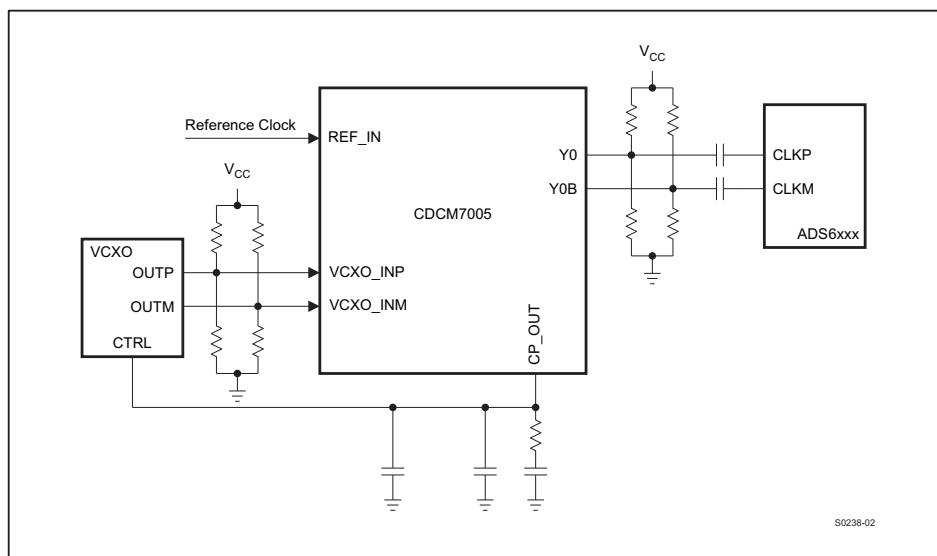 V_CC
Reference Clock
REF_IN
Y0
CLKP
V_CC
Y0B
CLKM
CDCM7005
ADS6xxx
VCXO
OUTP
VCXO_INP
OUTM
VCXO_INM
CTRL
CP_OUT
S0238-02